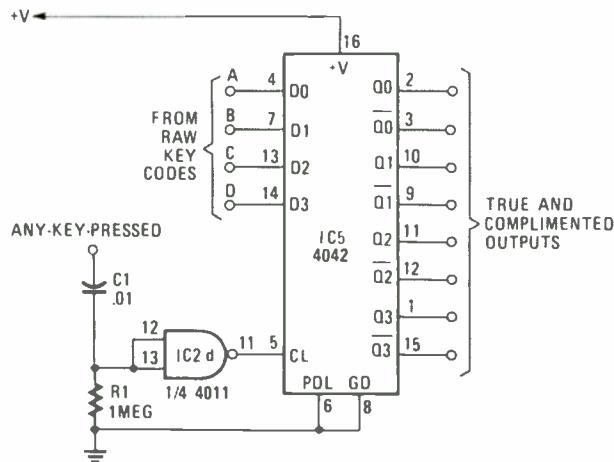 +V
16
+V
A 4 D0
B 7 D1
C 13 D2
D 14 D3
FROM
RAW
KEY
CODES
Q0 2
Q0 3
Q1 10
Q1 9
Q2 11
Q2 12
Q3 1
Q3 15
TRUE AND
COMPLIMENTED
OUTPUTS
IC5
4042
ANY-KEY-PRESSED
C1
.01
12
13
IC2 d
11
5 CL
1/4 4011
R1
1MEG
POL GD
6 8